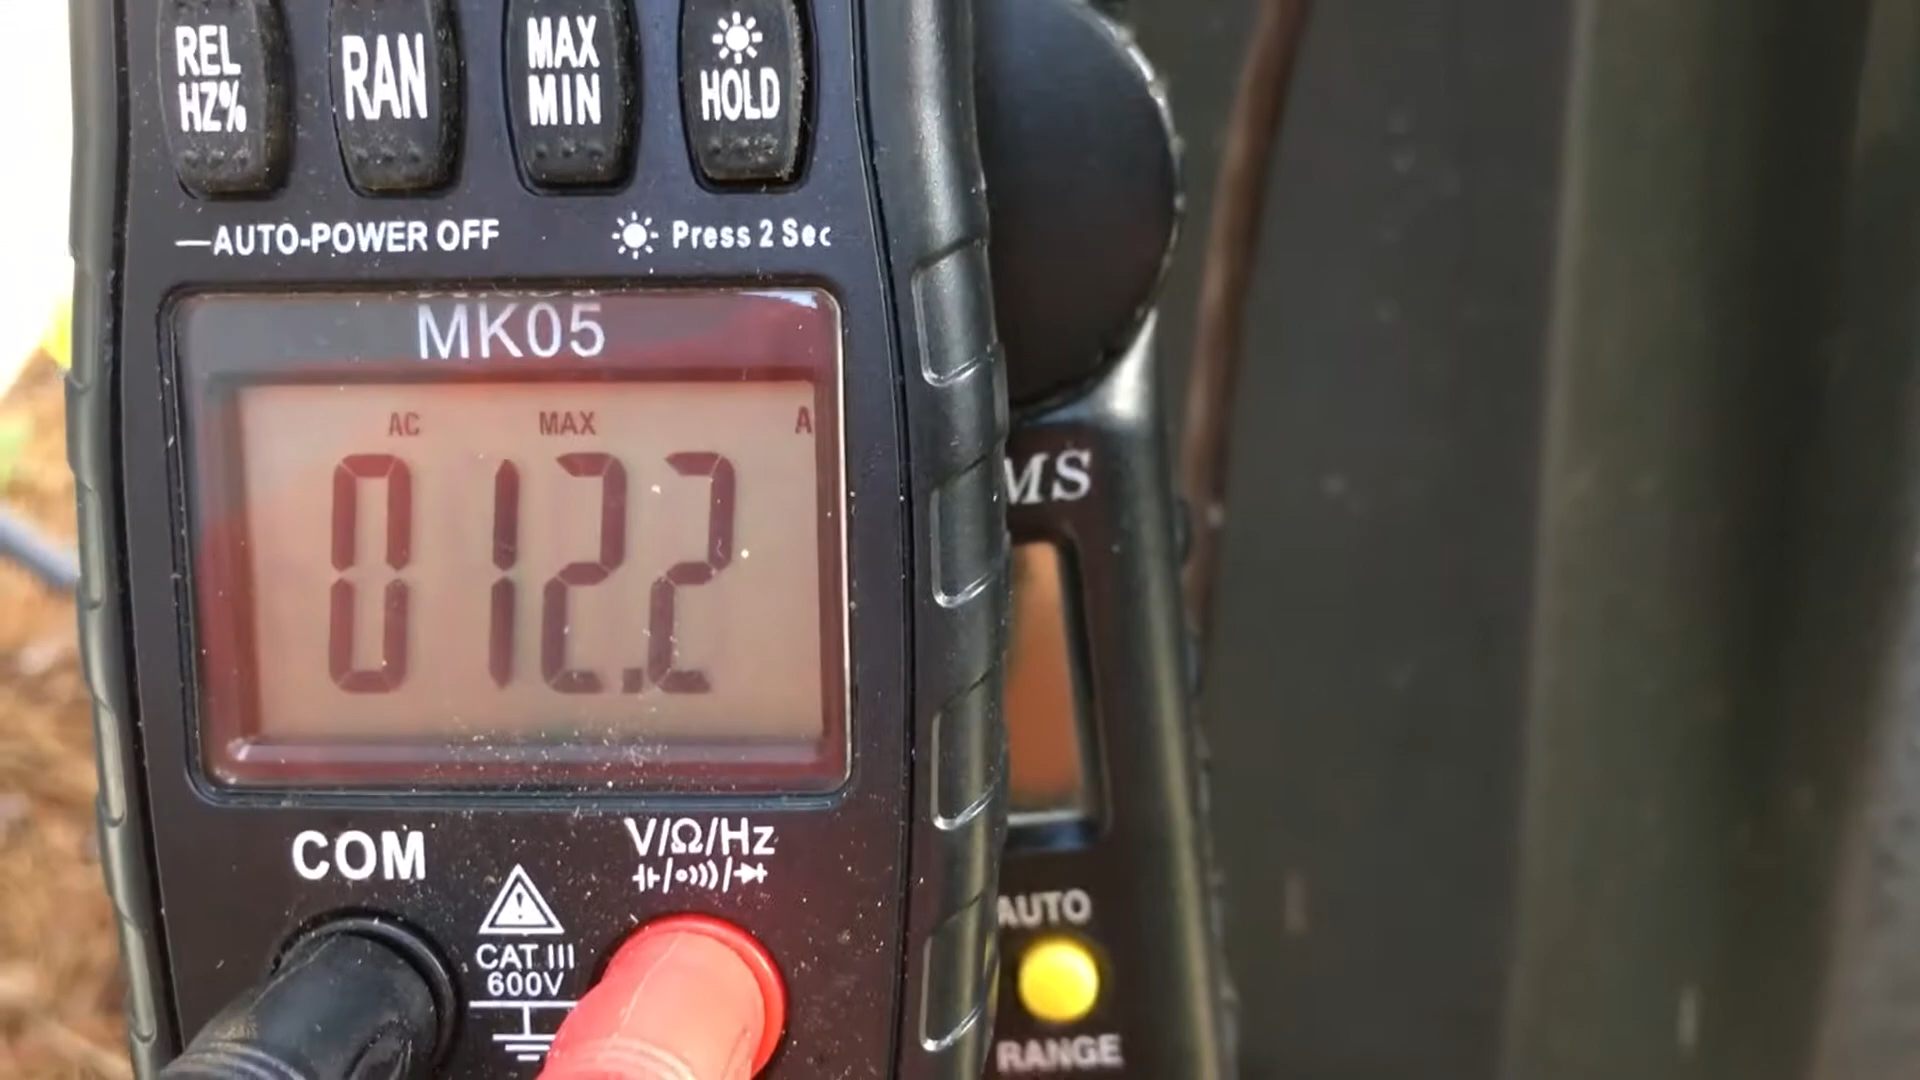 REL
HZ%
RAN
MAX
MIN
HOLD
—AUTO-POWER OFF
Press 2 Sec
MK05
AC
MAX
A
012.2
COM
V/Ω/Hz
CAT III
600V
MS
AUTO
RANGE